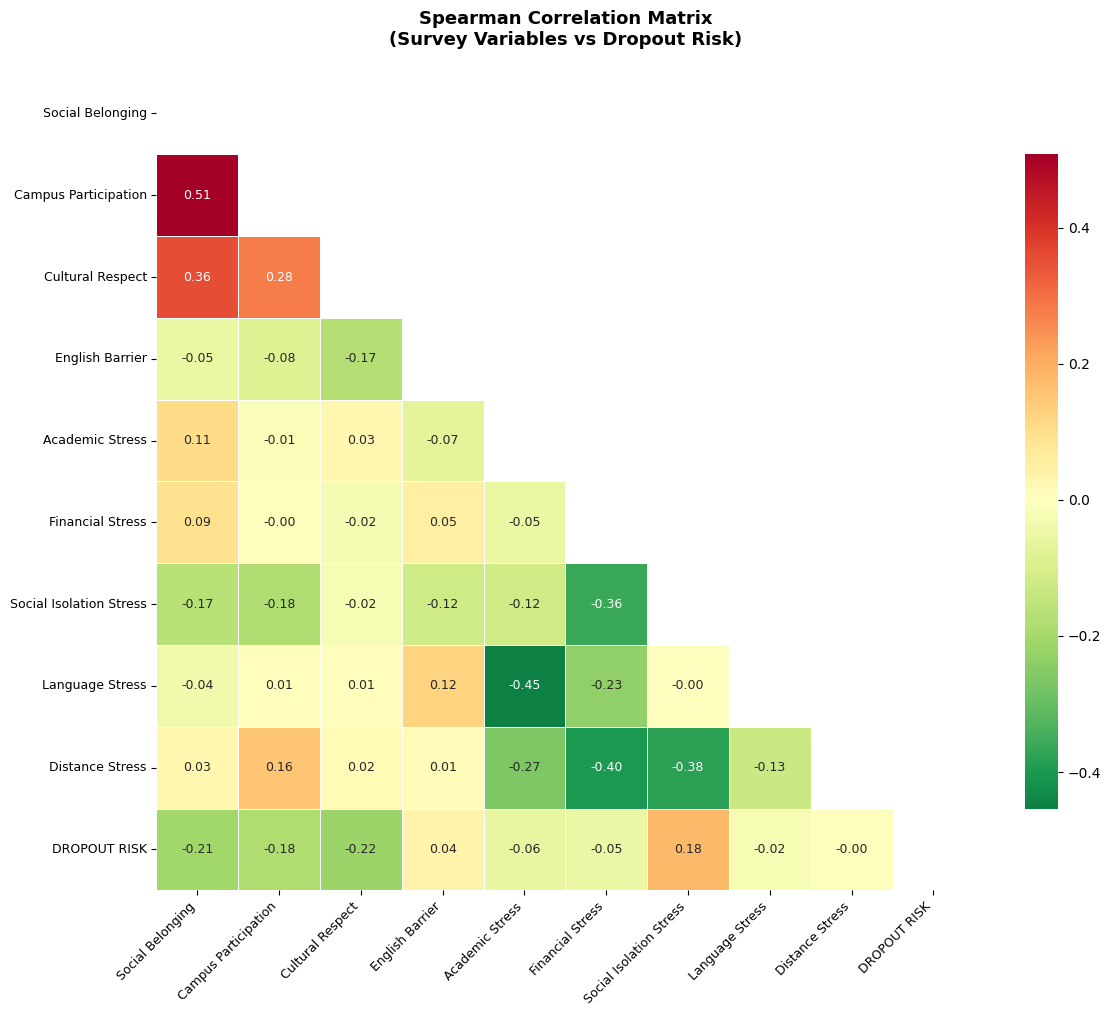 Spearman Correlation Matrix
(Survey Variables vs Dropout Risk)
Social Belonging
Campus Participation
0.51
Cultural Respect
0.36 0.28
English Barrier
-0.05 -0.08 -0.17
Academic Stress
0.11 -0.01 0.03 -0.07
Financial Stress
0.09 -0.00 -0.02 0.05 -0.05
Social Isolation Stress
-0.17 -0.18 -0.02 -0.12 -0.12 -0.36
Language Stress
-0.04 0.01 0.01 0.12 -0.45 -0.23 -0.00
Distance Stress
0.03 0.16 0.02 0.01 -0.27 -0.40 -0.38 -0.13
DROPOUT RISK
-0.21 -0.18 -0.22 0.04 -0.06 -0.05 0.18 -0.02 -0.00
Social Belonging
Campus Participation
Cultural Respect
English Barrier
Academic Stress
Financial Stress
Social Isolation Stress
Language Stress
Distance Stress
DROPOUT RISK
0.4
0.2
0.0
−0.2
−0.4